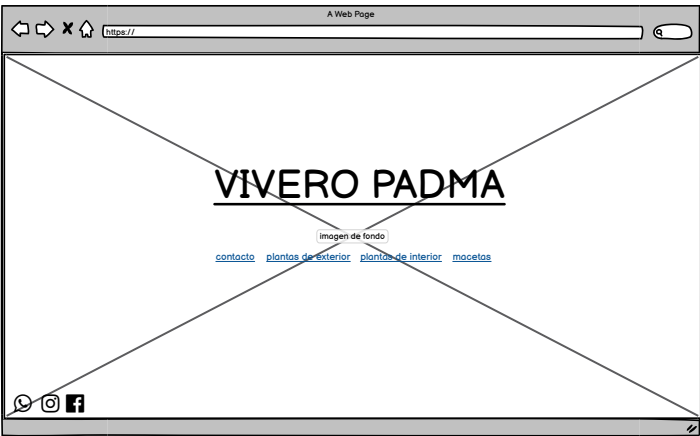 A Web Page
https://
VIVERO PADMA
imagen de fondo
contacto plantas de exterior plantas de interior macetas